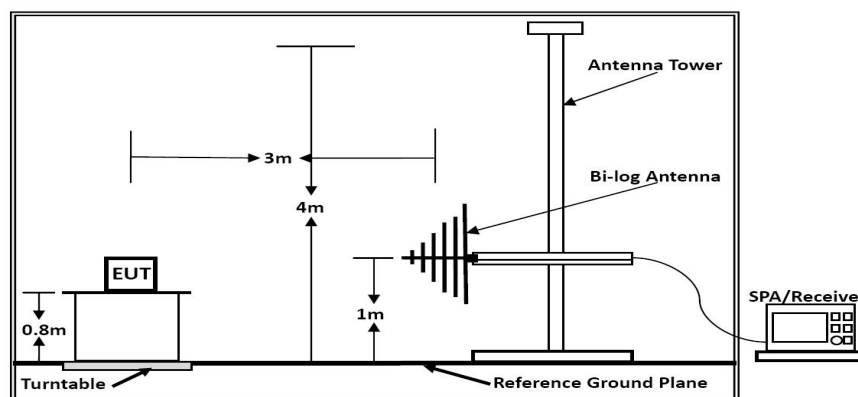 Antenna Tower
3m
Bi-log Antenna
4m
EUT
1m
0.8m
SPA/Receive
Turntable
Reference Ground Plane